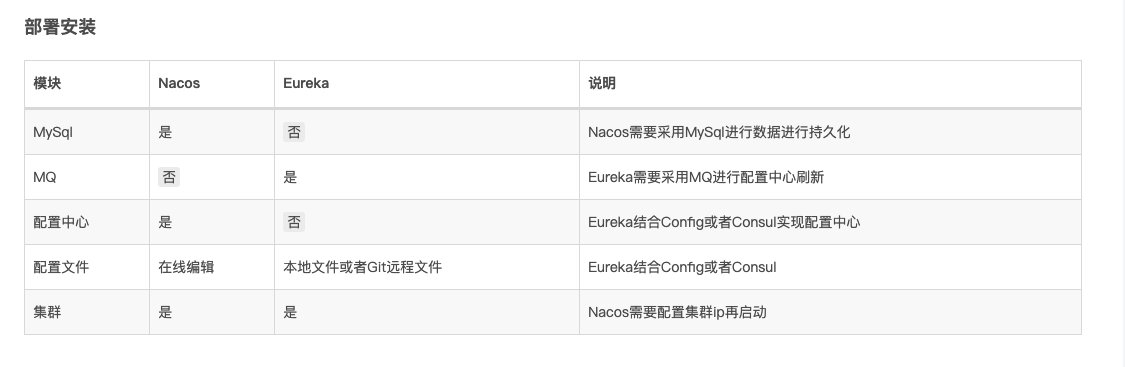 部署安装
模块 Nacos Eureka 说明
MySql 是 否 Nacos需要采用MySql进行数据进行持久化
MQ 否 是 Eureka需要采用MQ进行配置中心刷新
配置中心 是 否 Eureka结合Config或者Consul实现配置中心
配置文件 在线编辑 本地文件或者Git远程文件 Eureka结合Config或者Consul
集群 是 是 Nacos需要配置集群ip再启动